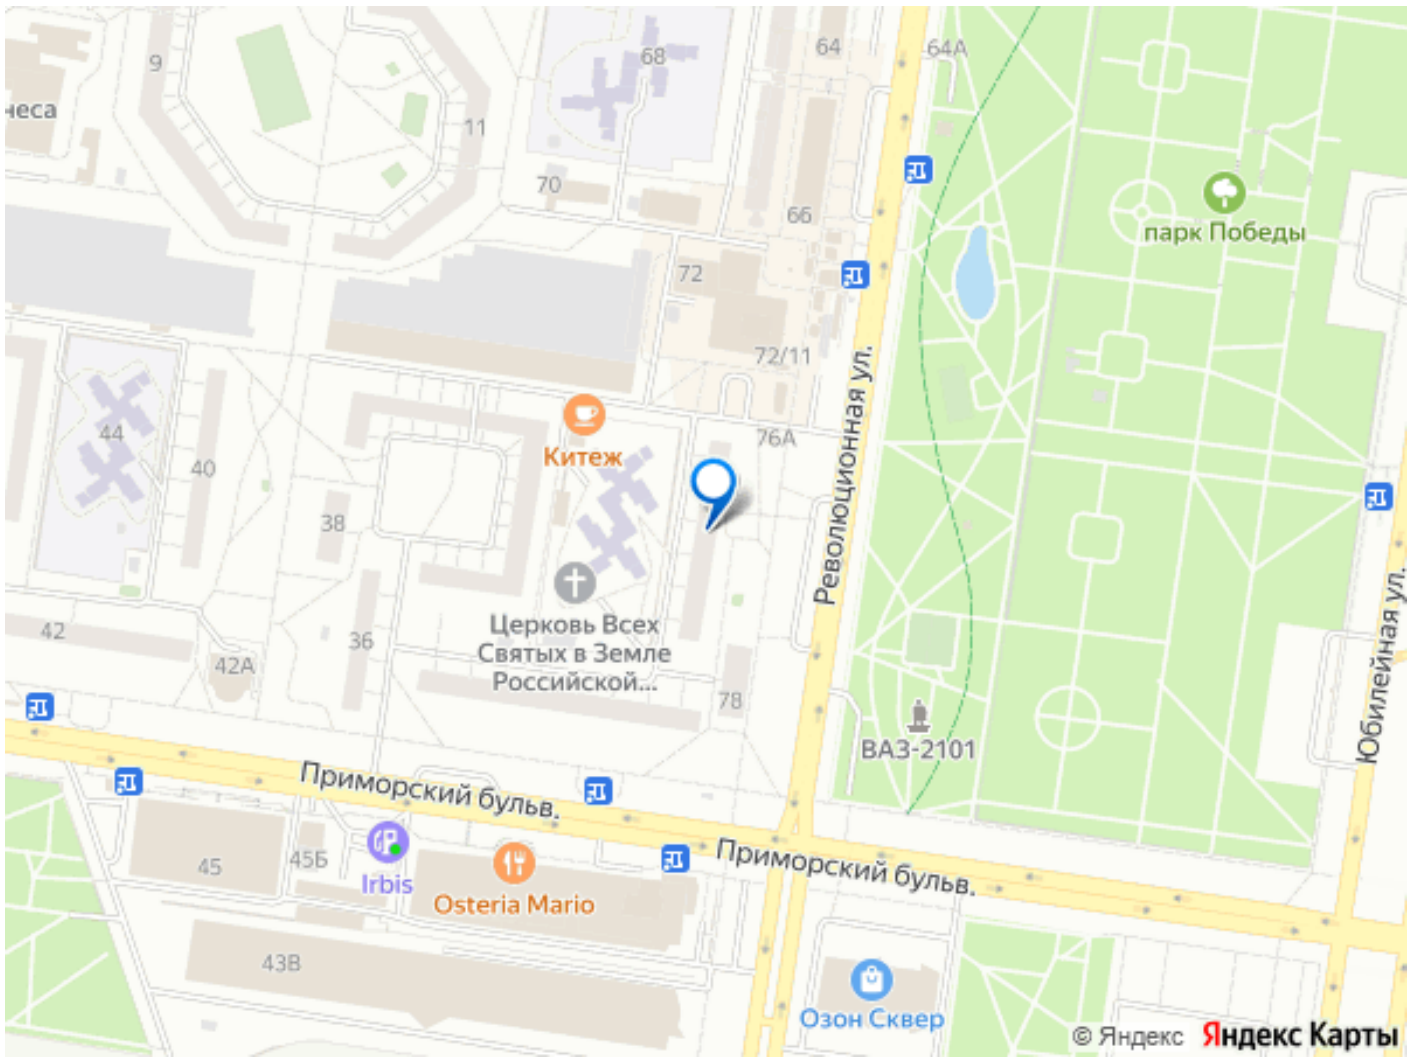 64
64А
68
9
неса
11
70
66
парк Победы
72
72/11
Революционная ул.
76А
44
40
Китеж
38
Церковь Всех
Святых в Земле
Российской...
42
42А
36
78
ВАЗ-2101
Юбилейная ул.
Приморский бульв.
Приморский бульв.
45
45Б
Irbis
Osteria Mario
43В
Озон Сквер
© Яндекс Яндекс Карты